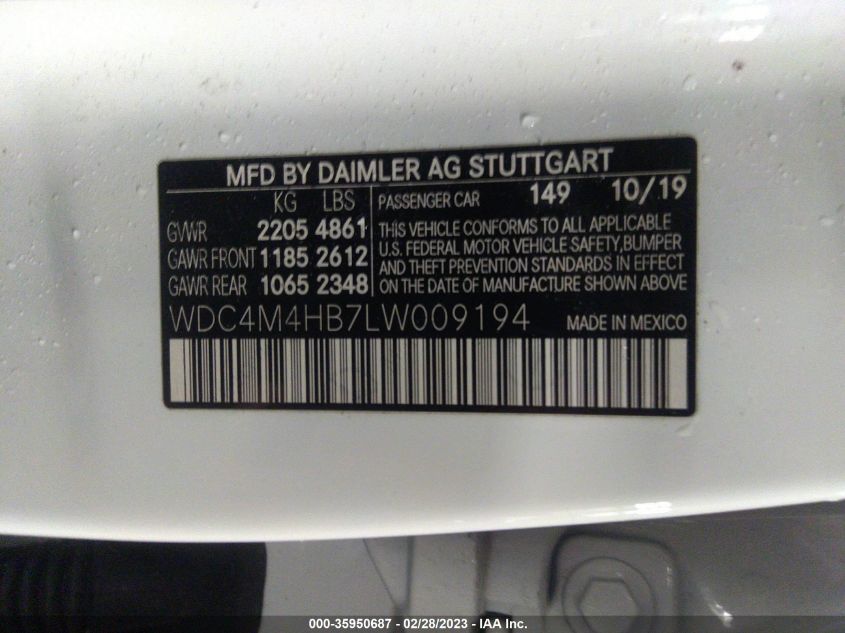 MFD BY DAIMLER AG STUTTGART
KG LBS PASSENGER CAR 149 10/19
GVWR 2205 4861 THIS VEHICLE CONFORMS TO ALL APPLICABLE
U.S. FEDERAL MOTOR VEHICLE SAFETY, BUMPER
GAWR FRONT 1185 2612 AND THEFT PREVENTION STANDARDS IN EFFECT
GAWR REAR 1065 2348 ON THE DATE OF MANUFACTURE SHOWN ABOVE
WDC4M4HB7LW009194 MADE IN MEXICO
000-35950687 - 02/28/2023 - IAA Inc.